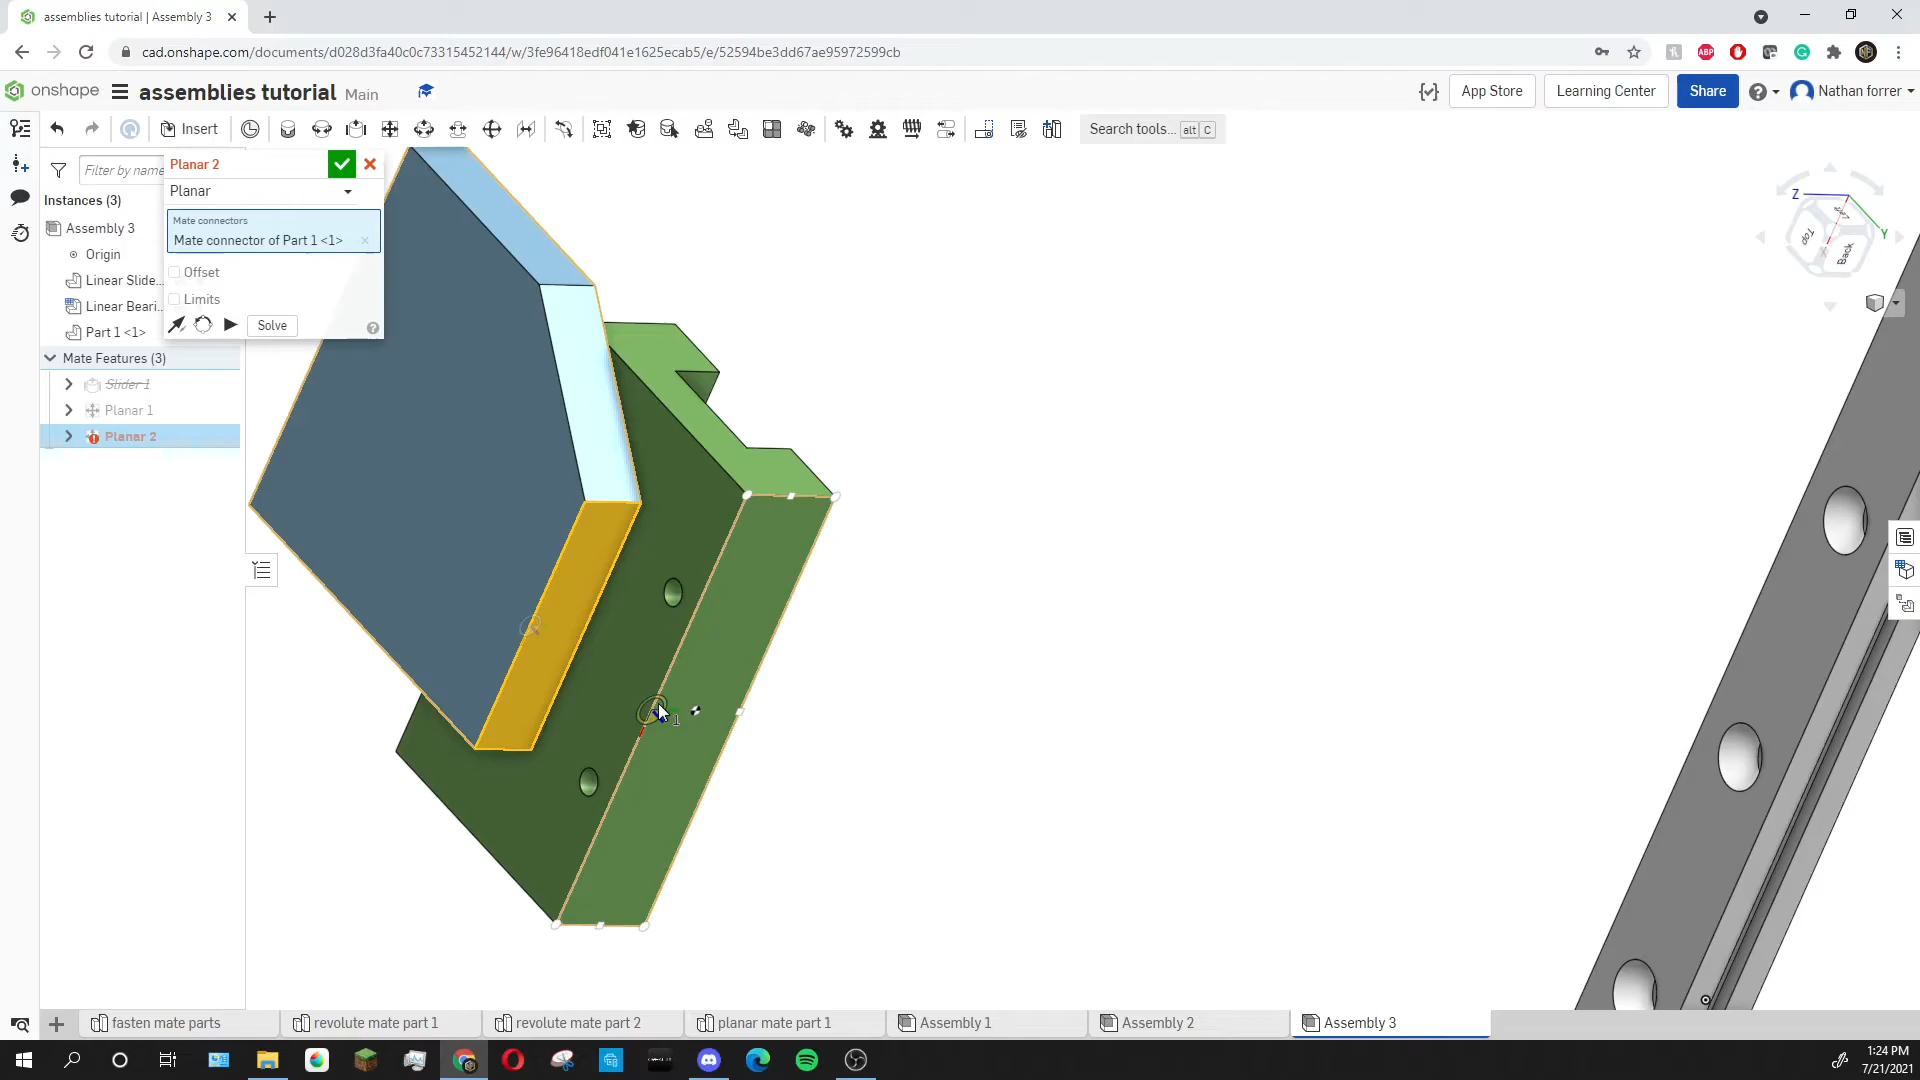 assemblies tutorial | Assembly 3
cad.onshape.com/documents/d028d3fa40c0c73315452144/w/3fe96418edf041e1625ecab5/e/52594be3dd67ae95972599cb
ABP
onshape
assemblies tutorial Main
App Store
Learning Center
Share
Nathan forrer
Insert
Search tools... alt C
Filter by name
Planar 2
Planar
Instances (3)
Mate connectors
Mate connector of Part 1 <1>
Assembly 3
Origin
Offset
Linear Slide...
Limits
Linear Beari...
Solve
Part 1 <1>
Mate Features (3)
Slider 1
Planar 1
Planar 2
Z
Y
X
Left
Top
Back
1
fasten mate parts
revolute mate part 1
revolute mate part 2
planar mate part 1
Assembly 1
Assembly 2
Assembly 3
1:24 PM
7/21/2021